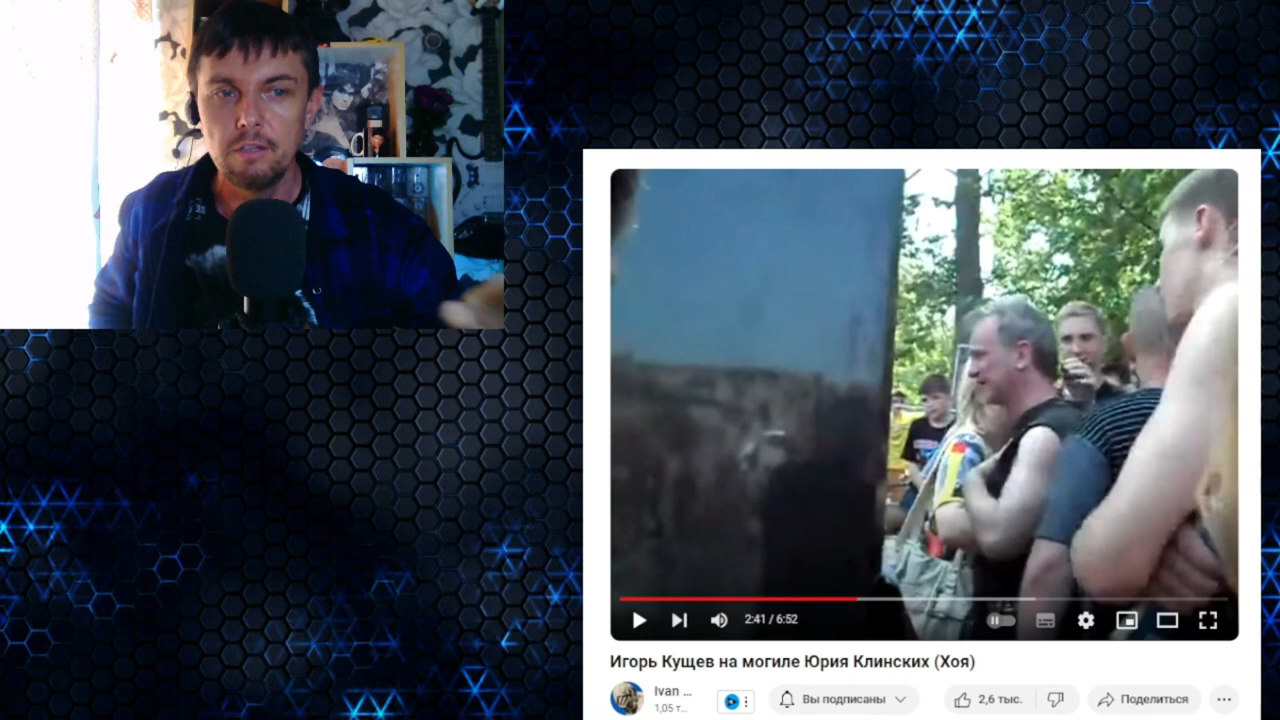 2:41 / 6:52
Игорь Кущев на могиле Юрия Клинских (Хоя)
Ivan ...
1,05 т...
Вы подписаны
2,6 тыс.
Поделиться